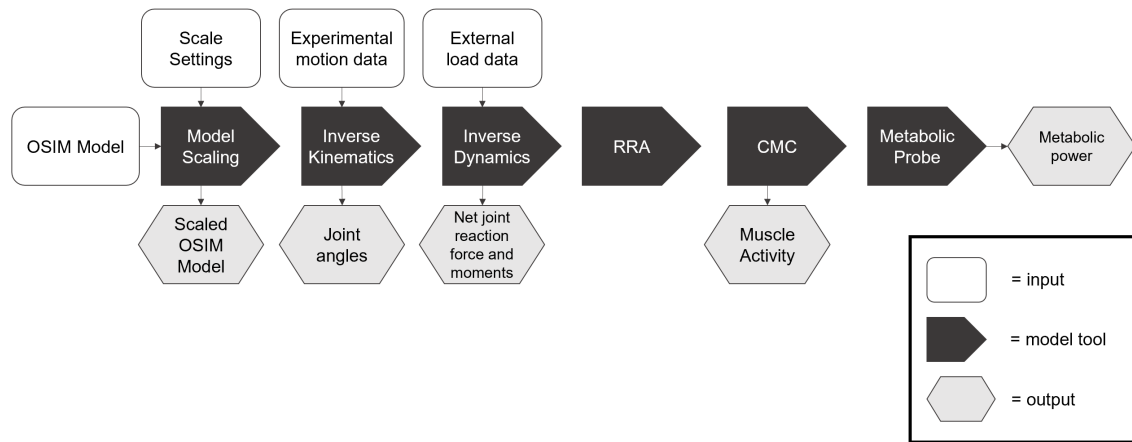 Scale
Settings
Experimental
motion data
External
load data
OSIM Model
Model
Scaling
Inverse
Kinematics
Inverse
Dynamics
RRA
CMC
Metabolic
Probe
Metabolic
power
Scaled
OSIM
Model
Joint
angles
Net joint
reaction
force and
moments
Muscle
Activity
= input
= model tool
= output